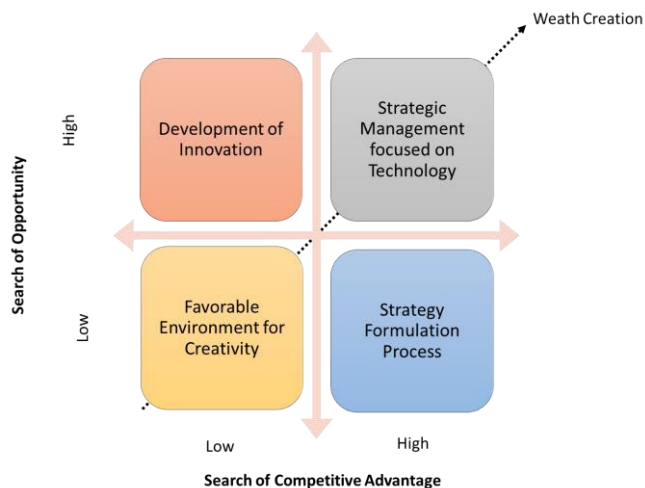 Weath Creation
High
Development of
Innovation
Strategic
Management
focused on
Technology
Search of Opportunity
Low
Favorable
Environment for
Creativity
Strategy
Formulation
Process
Low
High
Search of Competitive Advantage